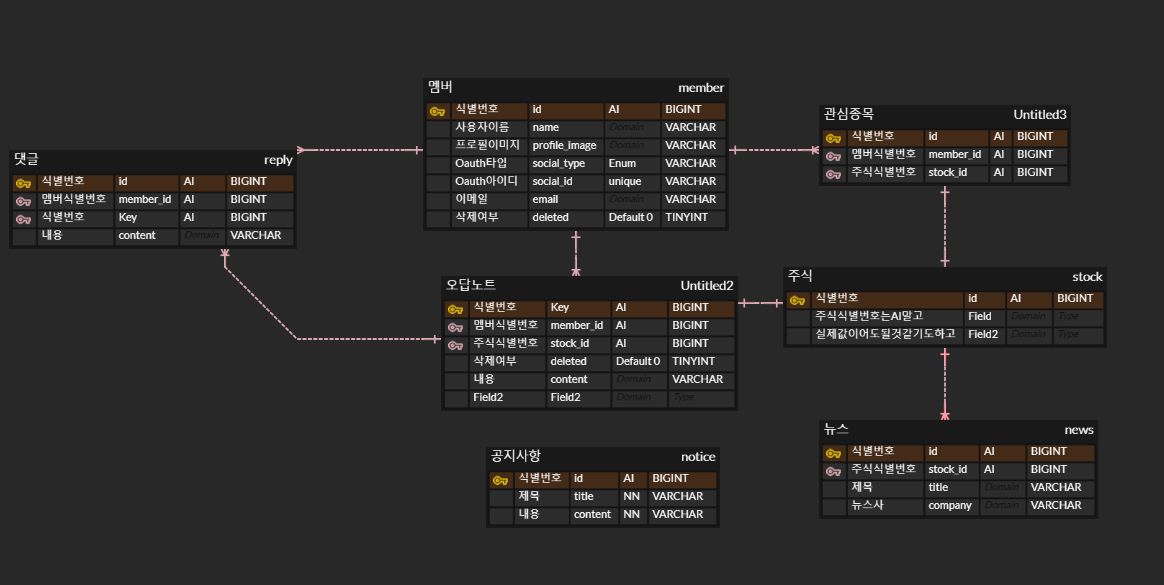 멤버 member
식별번호 id AI BIGINT
사용자이름 name Domain VARCHAR
프로필이미지 profile_image Domain VARCHAR
Oauth타입 social_type Enum VARCHAR
Oauth아이디 social_id unique VARCHAR
이메일 email Domain VARCHAR
삭제여부 deleted Default 0 TINYINT
관심종목 Untitled3
식별번호 id AI BIGINT
멤버식별번호 member_id AI BIGINT
주식식별번호 stock_id AI BIGINT
댓글 reply
식별번호 id AI BIGINT
멤버식별번호 member_id AI BIGINT
식별번호 Key AI BIGINT
내용 content Domain VARCHAR
오답노트 Untitled2
식별번호 Key AI BIGINT
멤버식별번호 member_id AI BIGINT
주식식별번호 stock_id AI BIGINT
삭제여부 deleted Default 0 TINYINT
내용 content Domain VARCHAR
Field2 Field2 Domain Type
주식 stock
식별번호 id AI BIGINT
주식식별번호는AI말고 Field Domain Type
실제값이어도될것같기도하고 Field2 Domain Type
뉴스 news
식별번호 id AI BIGINT
주식식별번호 stock_id AI BIGINT
제목 title Domain VARCHAR
뉴스사 company Domain VARCHAR
공지사항 notice
식별번호 id AI BIGINT
제목 title NN VARCHAR
내용 content NN VARCHAR